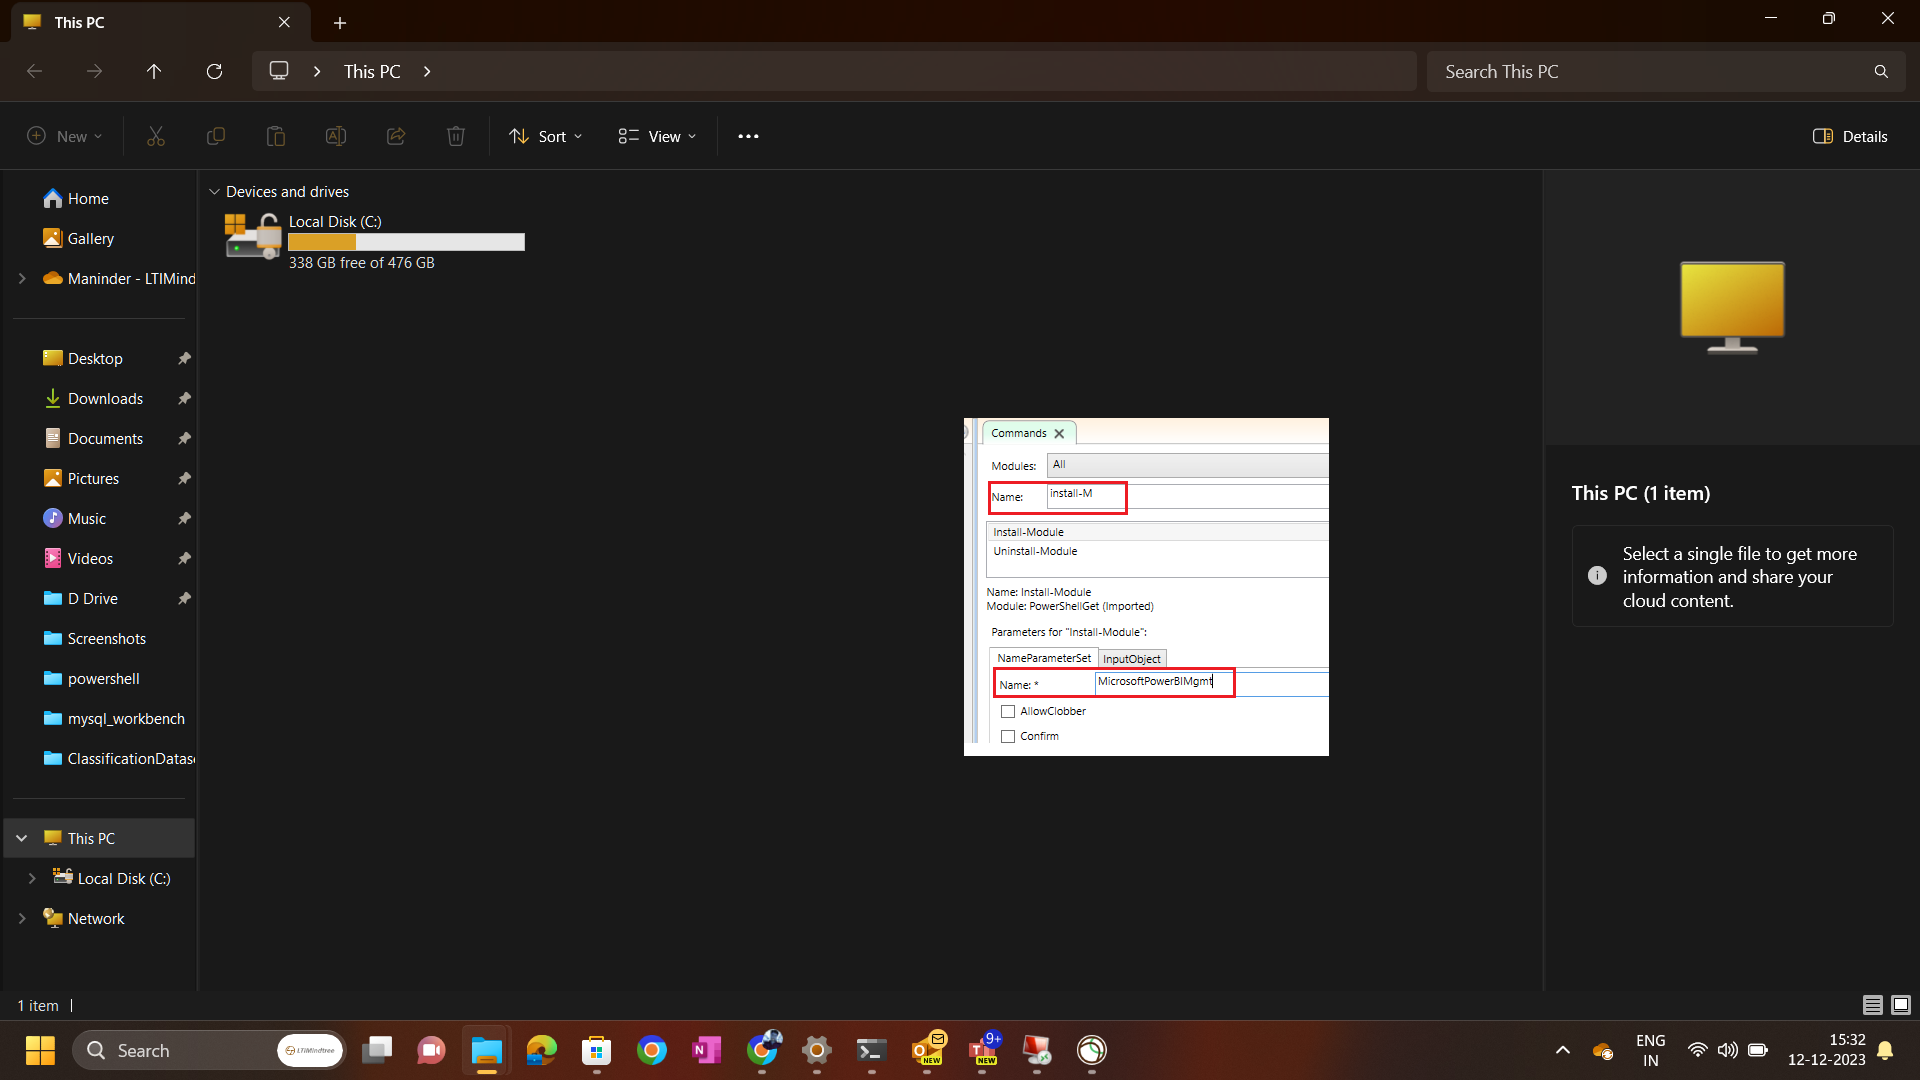 This PC
This PC
Search This PC
New
Sort
View
Details
Home
Gallery
Maninder - LTIMind
Desktop
Downloads
Documents
Pictures
Music
Videos
D Drive
Screenshots
powershell
mysql_workbench
ClassificationDatas
This PC
Local Disk (C:)
Network
Devices and drives
Local Disk (C:)
338 GB free of 476 GB
Commands
Modules: All
Name: install-M
Install-Module
Uninstall-Module
Name: Install-Module
Module: PowerShellGet (Imported)
Parameters for "Install-Module":
NameParameterSet InputObject
Name: * MicrosoftPowerBIMgmt
AllowClobber
Confirm
This PC (1 item)
Select a single file to get more
information and share your
cloud content.
1 item
Search
LTIMindtree
N
NEW
T
9+
NEW
ENG
IN
15:32
12-12-2023